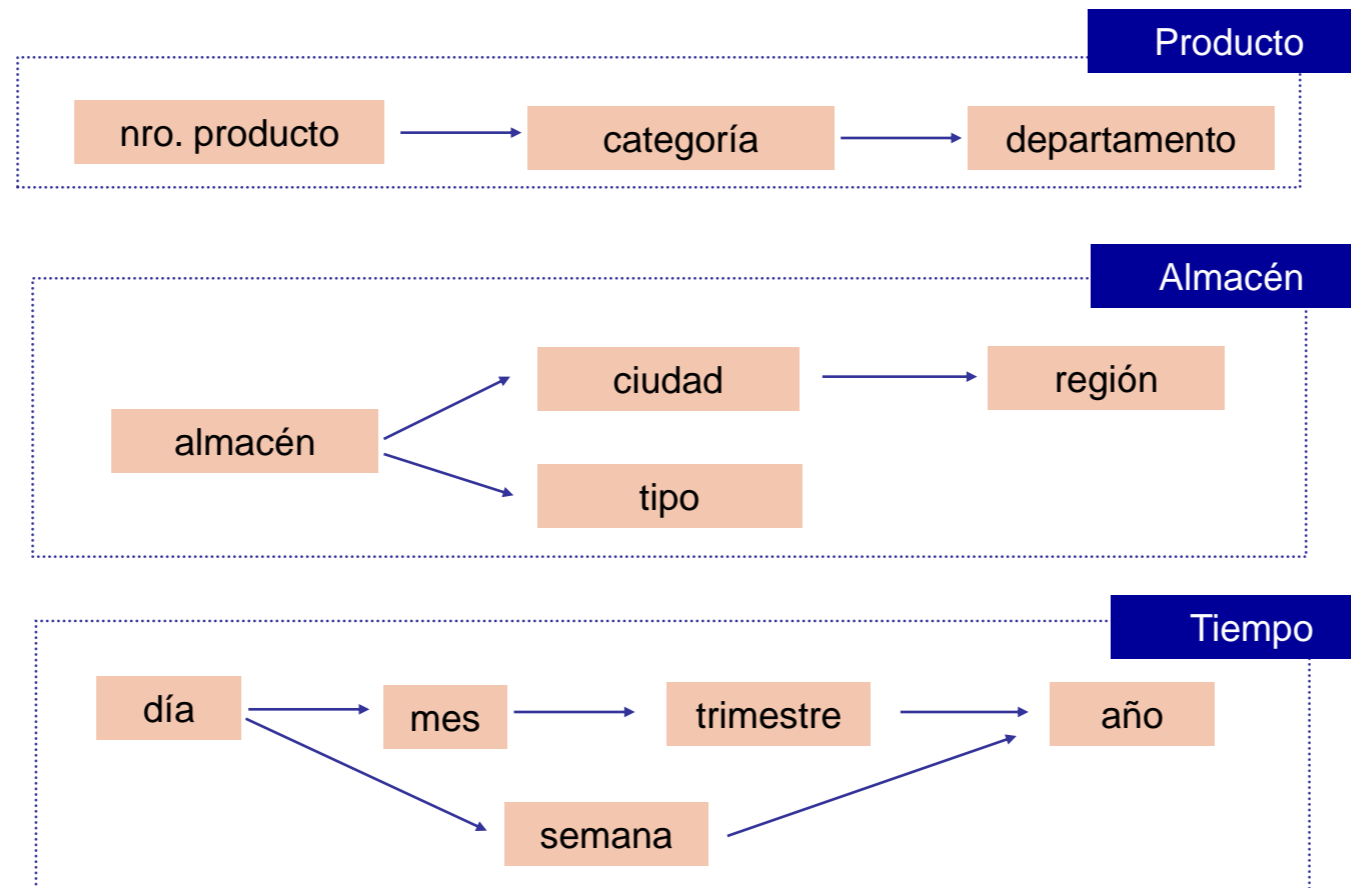 Producto
nro. producto
categoría
departamento
Almacén
ciudad
región
almacén
tipo
Tiempo
día
mes
trimestre
año
semana